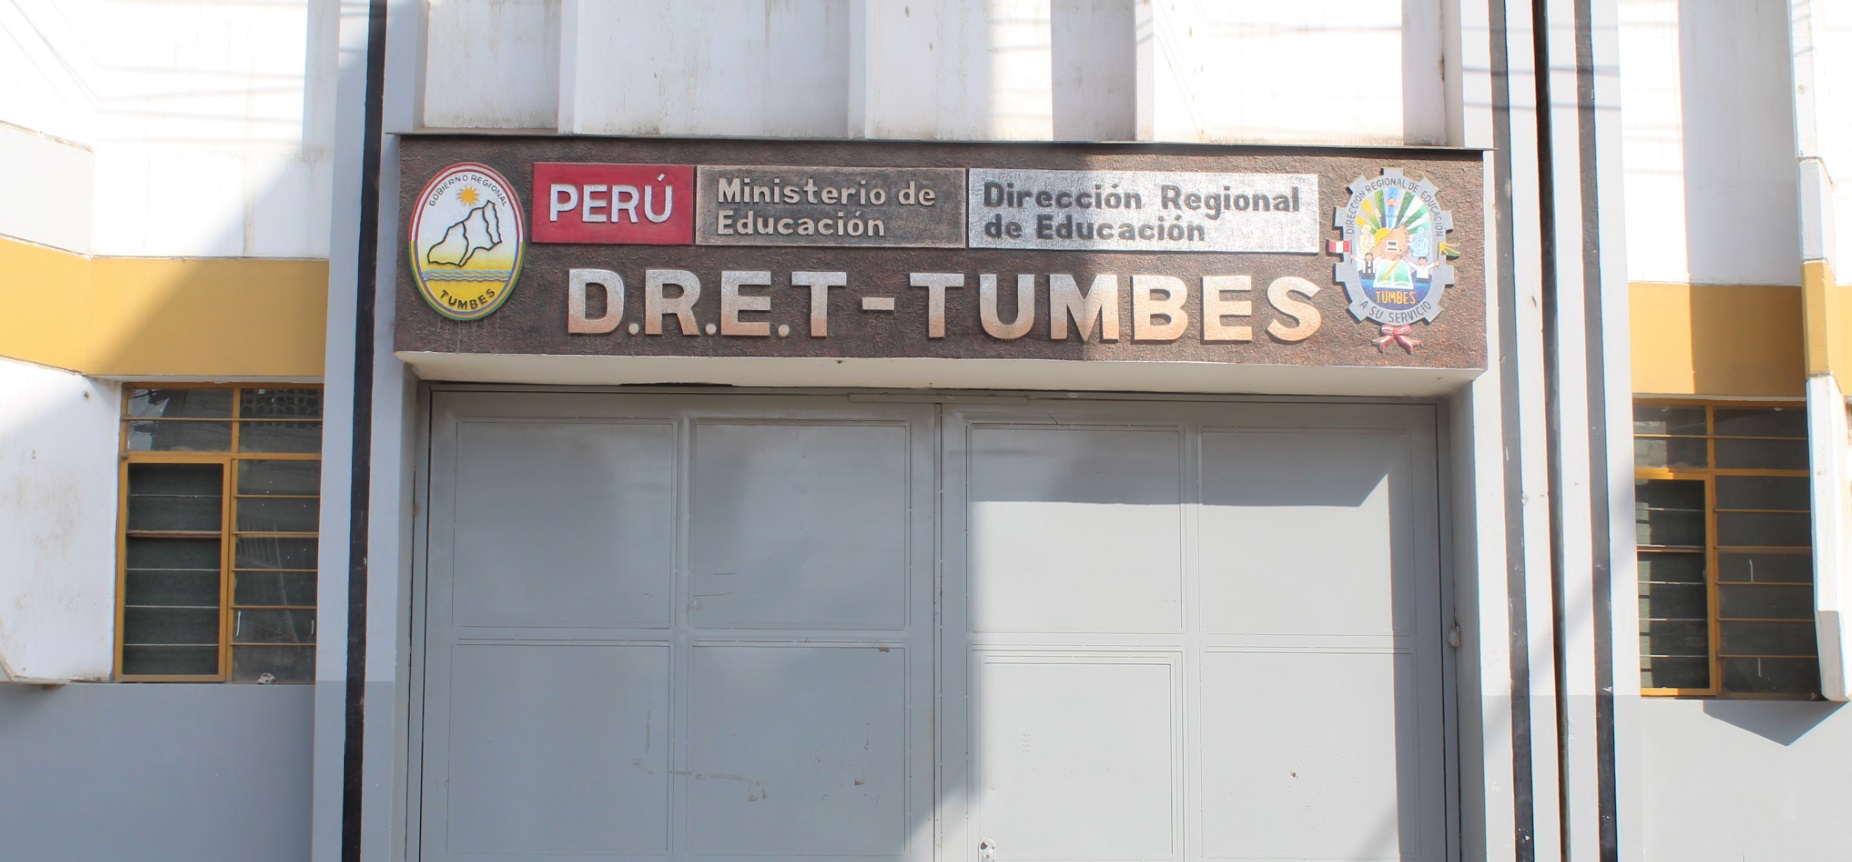 GOBIERNO REGIONAL
TUMBES
PERÚ
Ministerio de
Educación
Dirección Regional
de Educación
D.R.E.T-TUMBES
DIRECCIÓN REGIONAL DE EDUCACIÓN
TUMBES
A SU SERVICIO